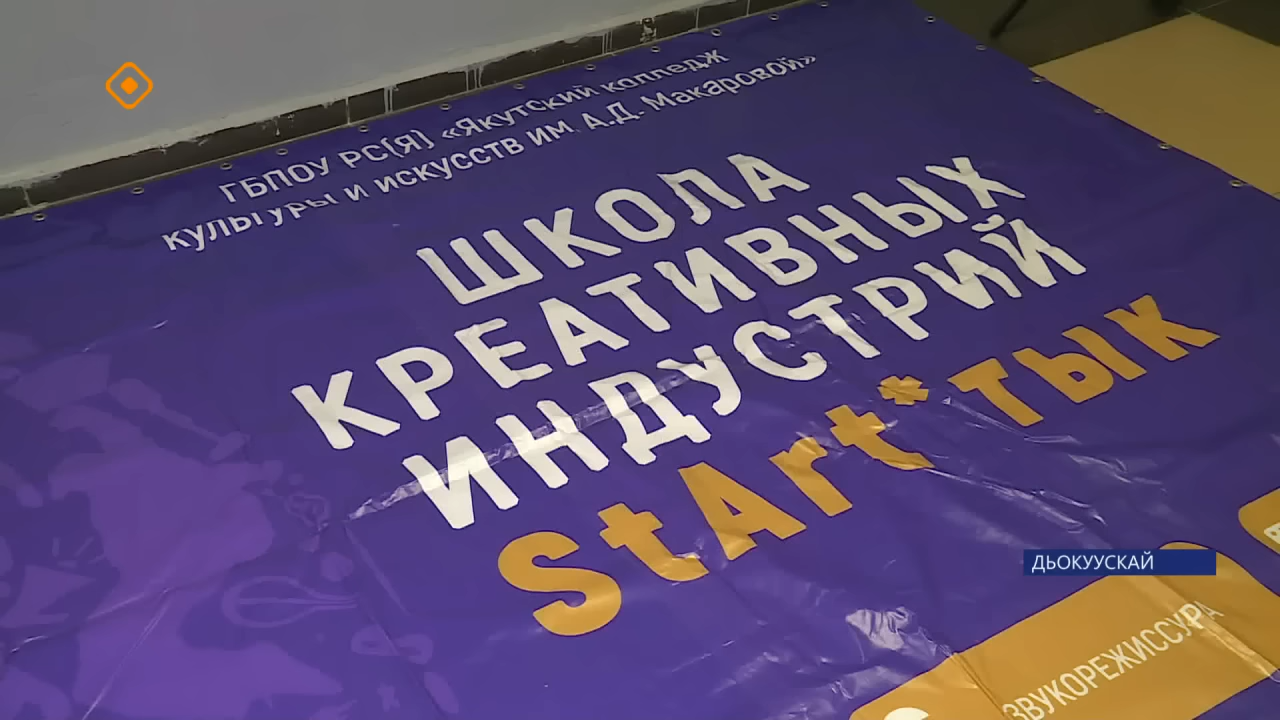 ГБПОУ РС(Я) «Якутский колледж
культуры и искусств им. А.Д. Макаровой»
ШКОЛА
КРЕАТИВНЫХ
ИНДУСТРИЙ
stArt*тык
ДЬОКУУСКАЙ
ЗВУКОРЕЖИССУРА